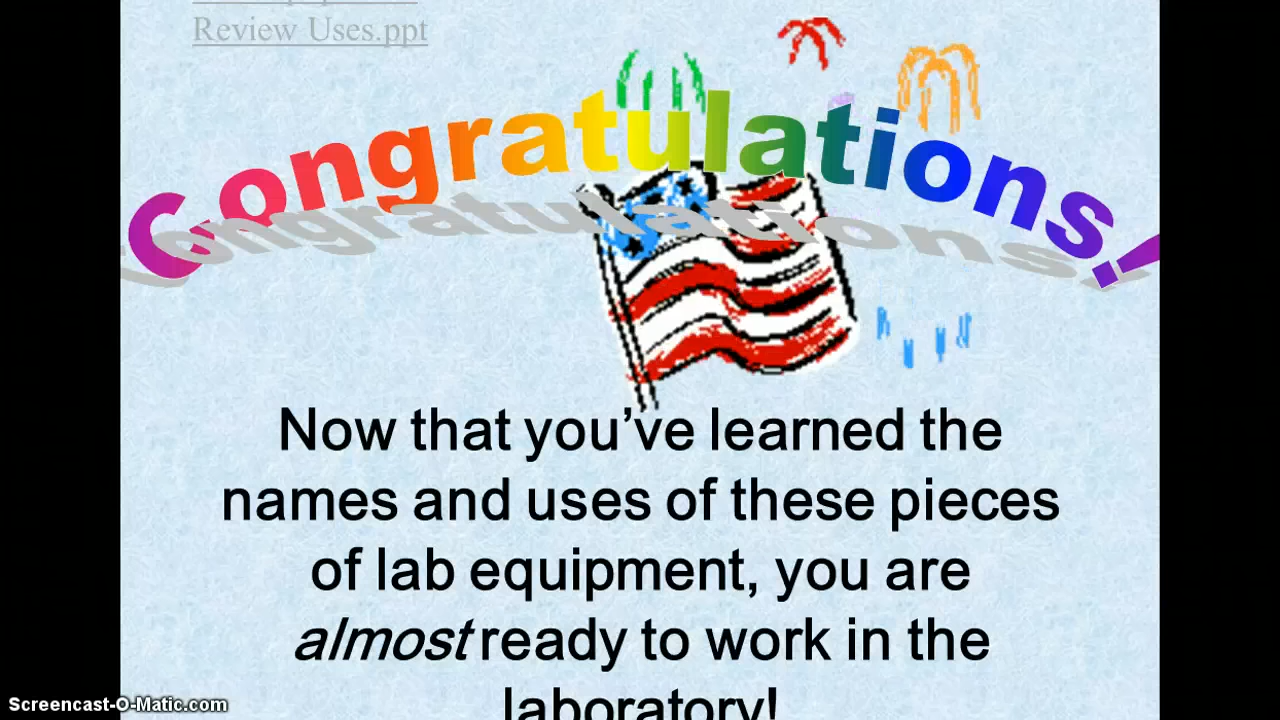 Review Uses.ppt
Congratulations!
Now that you've learned the
names and uses of these pieces
of lab equipment, you are
almost ready to work in the
laboratory!
Screencast-O-Matic.com